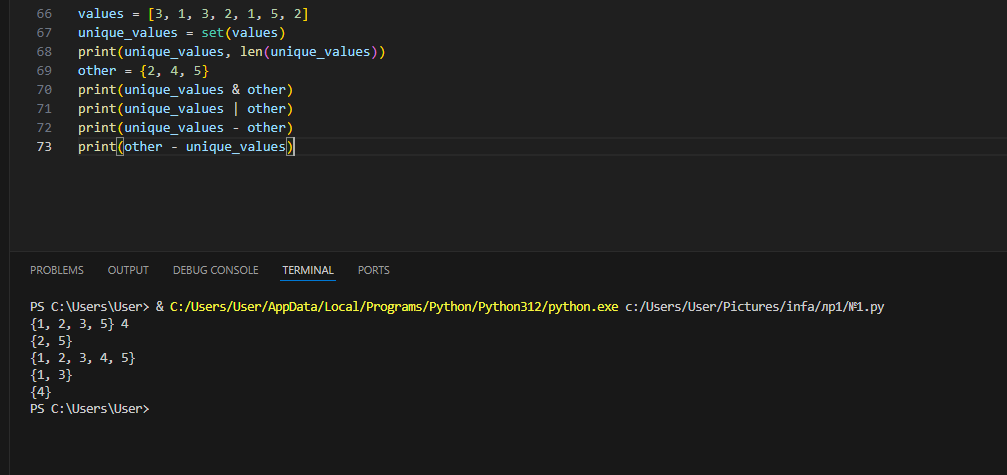 66 values = [3, 1, 3, 2, 1, 5, 2]
67 unique_values = set(values)
68 print(unique_values, len(unique_values))
69 other = {2, 4, 5}
70 print(unique_values & other)
71 print(unique_values | other)
72 print(unique_values - other)
73 print(other - unique_values)
PROBLEMS OUTPUT DEBUG CONSOLE TERMINAL PORTS
PS C:\Users\User> & C:/Users/User/AppData/Local/Programs/Python/Python312/python.exe c:/Users/User/Pictures/infa/лр1/№1.py
{1, 2, 3, 5} 4
{2, 5}
{1, 2, 3, 4, 5}
{1, 3}
{4}
PS C:\Users\User>